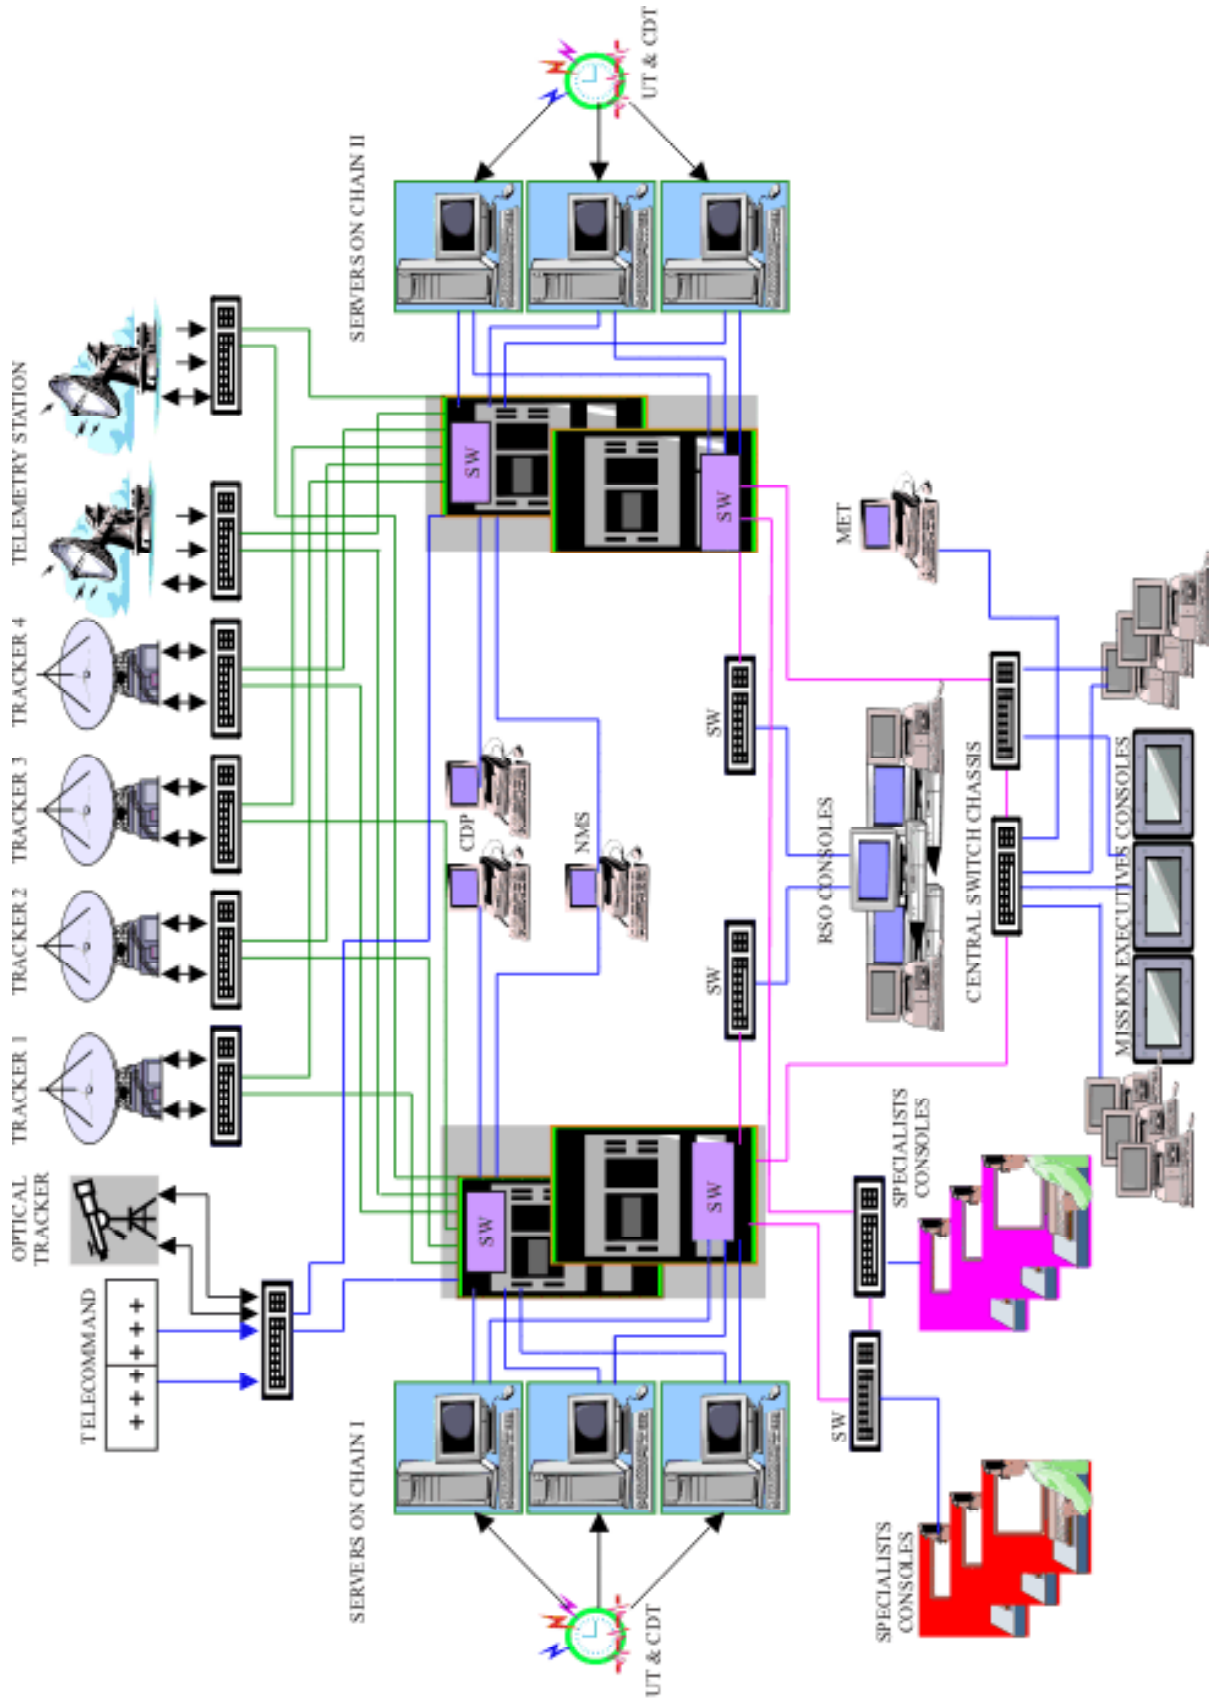 TELECOMMAND
OPTICAL
TRACKER
TRACKER 1
TRACKER 2
TRACKER 3
TRACKER 4
TELEMETRY STATION
SERVERS ON CHAIN I
SERVERS ON CHAIN II
SW
SW
CDP
UT & CDT
NMS
UT & CDT
SW
SW
SW
SW
SW
SPECIALISTS
CONSOLES
SPECIALISTS
CONSOLES
RSO CONSOLES
MET
CENTRAL SWITCH CHASSIS
MISSION EXECUTIVES CONSOLES